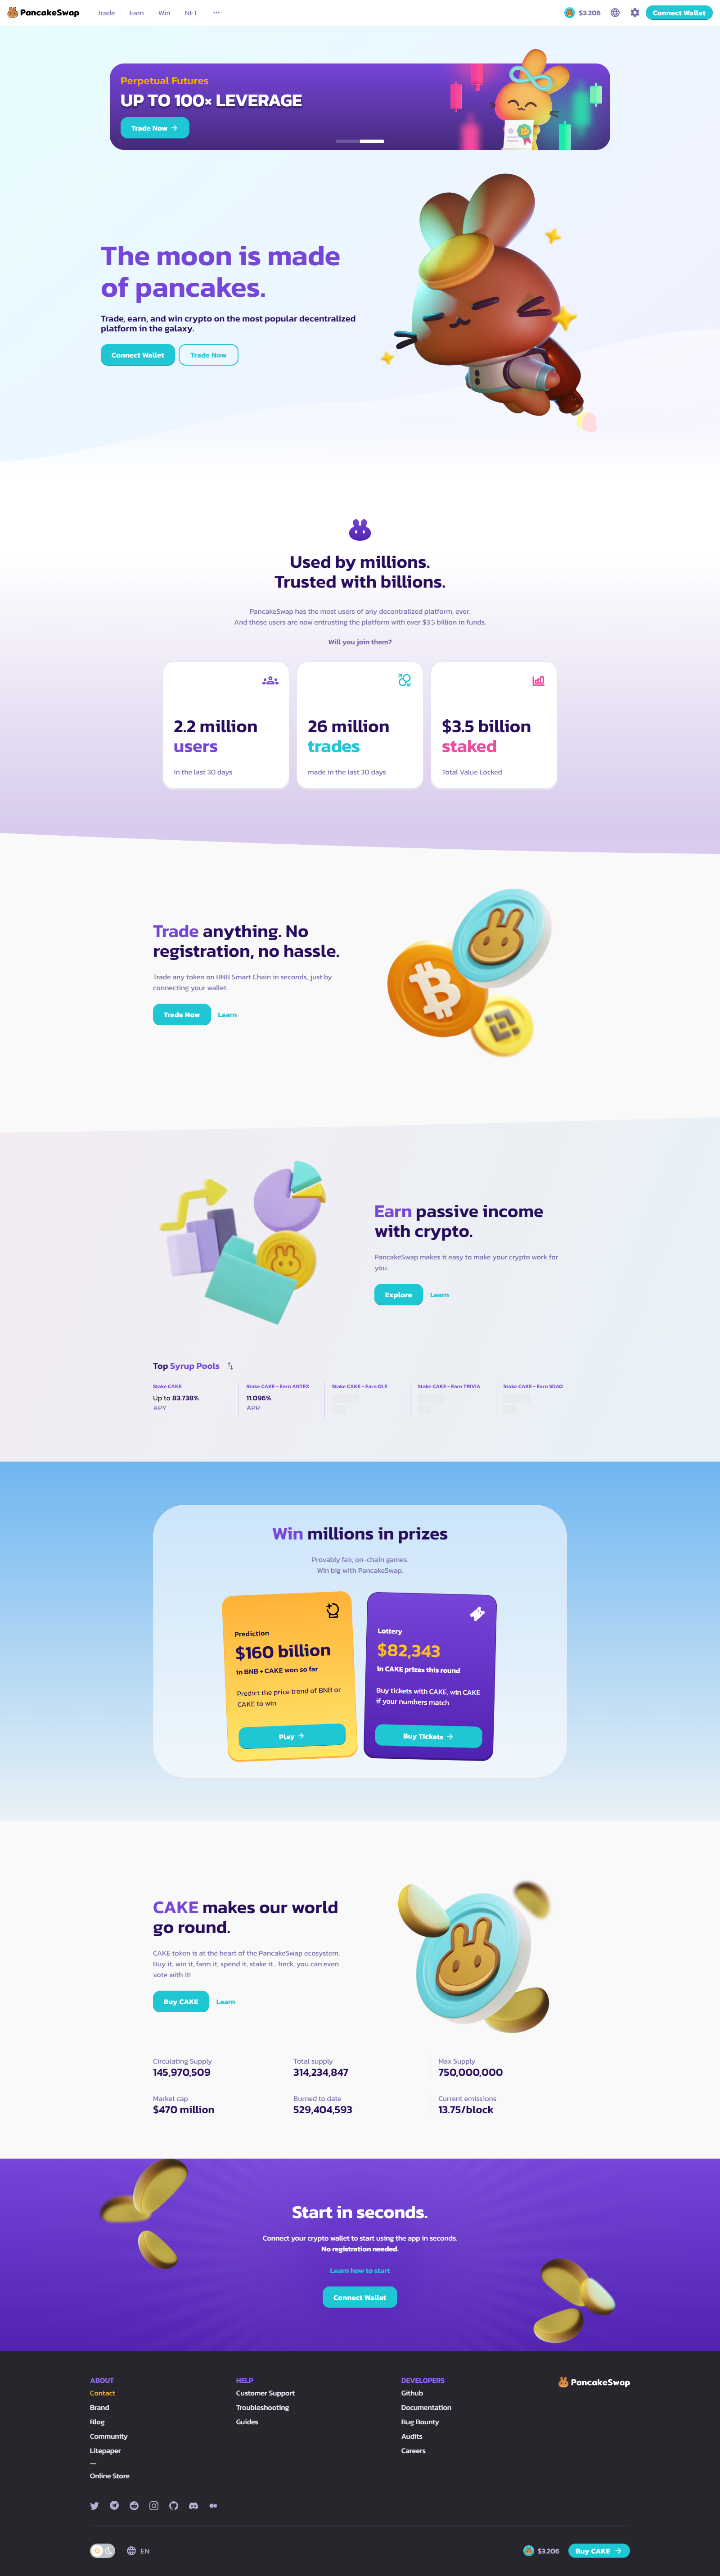 PancakeSwap
Trade Earn Win NFT ...
$3.206
Connect Wallet
Perpetual Futures
UP TO 100× LEVERAGE
Trade Now →
The moon is made
of pancakes.
Trade, earn, and win crypto on the most popular decentralized
platform in the galaxy.
Connect Wallet
Trade Now
Used by millions.
Trusted with billions.
PancakeSwap has the most users of any decentralized platform, ever.
And those users are now entrusting the platform with over $3.5 billion in funds.
Will you join them?
2.2 million
users
in the last 30 days
26 million
trades
made in the last 30 days
$3.5 billion
staked
Total Value Locked
Trade anything. No
registration, no hassle.
Trade any token on BNB Smart Chain in seconds, just by
connecting your wallet.
Trade Now
Learn
Earn passive income
with crypto.
PancakeSwap makes it easy to make your crypto work for
you.
Explore
Learn
Top Syrup Pools
Stake CAKE
Up to 83.738%
APY
Stake CAKE - Earn ANTEX
11.096%
APR
Stake CAKE - Earn OLE
Stake CAKE - Earn TRIVIA
Stake CAKE - Earn SDAO
Win millions in prizes
Provably fair, on-chain games.
Win big with PancakeSwap.
Prediction
$160 billion
in BNB + CAKE won so far
Predict the price trend of BNB or
CAKE to win
Play →
Lottery
$82,343
in CAKE prizes this round
Buy tickets with CAKE, win CAKE
if your numbers match
Buy Tickets →
CAKE makes our world
go round.
CAKE token is at the heart of the PancakeSwap ecosystem.
Buy it, win it, farm it, spend it, stake it... heck, you can even
vote with it!
Buy CAKE
Learn
Circulating Supply
145,970,509
Total supply
314,234,847
Max Supply
750,000,000
Market cap
$470 million
Burned to date
529,404,593
Current emissions
13.75/block
Start in seconds.
Connect your crypto wallet to start using the app in seconds.
No registration needed.
Learn how to start
Connect Wallet
ABOUT
Contact
Brand
Blog
Community
Litepaper
—
Online Store
HELP
Customer Support
Troubleshooting
Guides
DEVELOPERS
Github
Documentation
Bug Bounty
Audits
Careers
PancakeSwap
EN
$3.206
Buy CAKE →